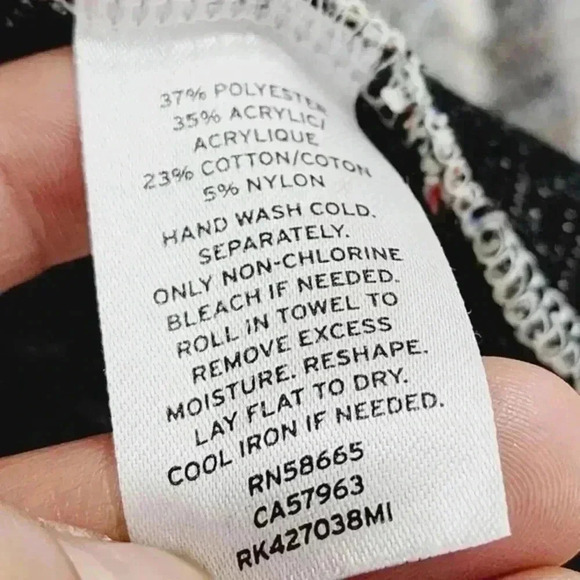 37% POLYESTER
35% ACRYLIC/
ACRYLIQUE
23% COTTON/COTON
5% NYLON
HAND WASH COLD.
SEPARATELY.
ONLY NON-CHLORINE
BLEACH IF NEEDED.
ROLL IN TOWEL TO
REMOVE EXCESS
MOISTURE. RESHAPE.
LAY FLAT TO DRY.
COOL IRON IF NEEDED.
RN58665
CA57963
RK427038MI